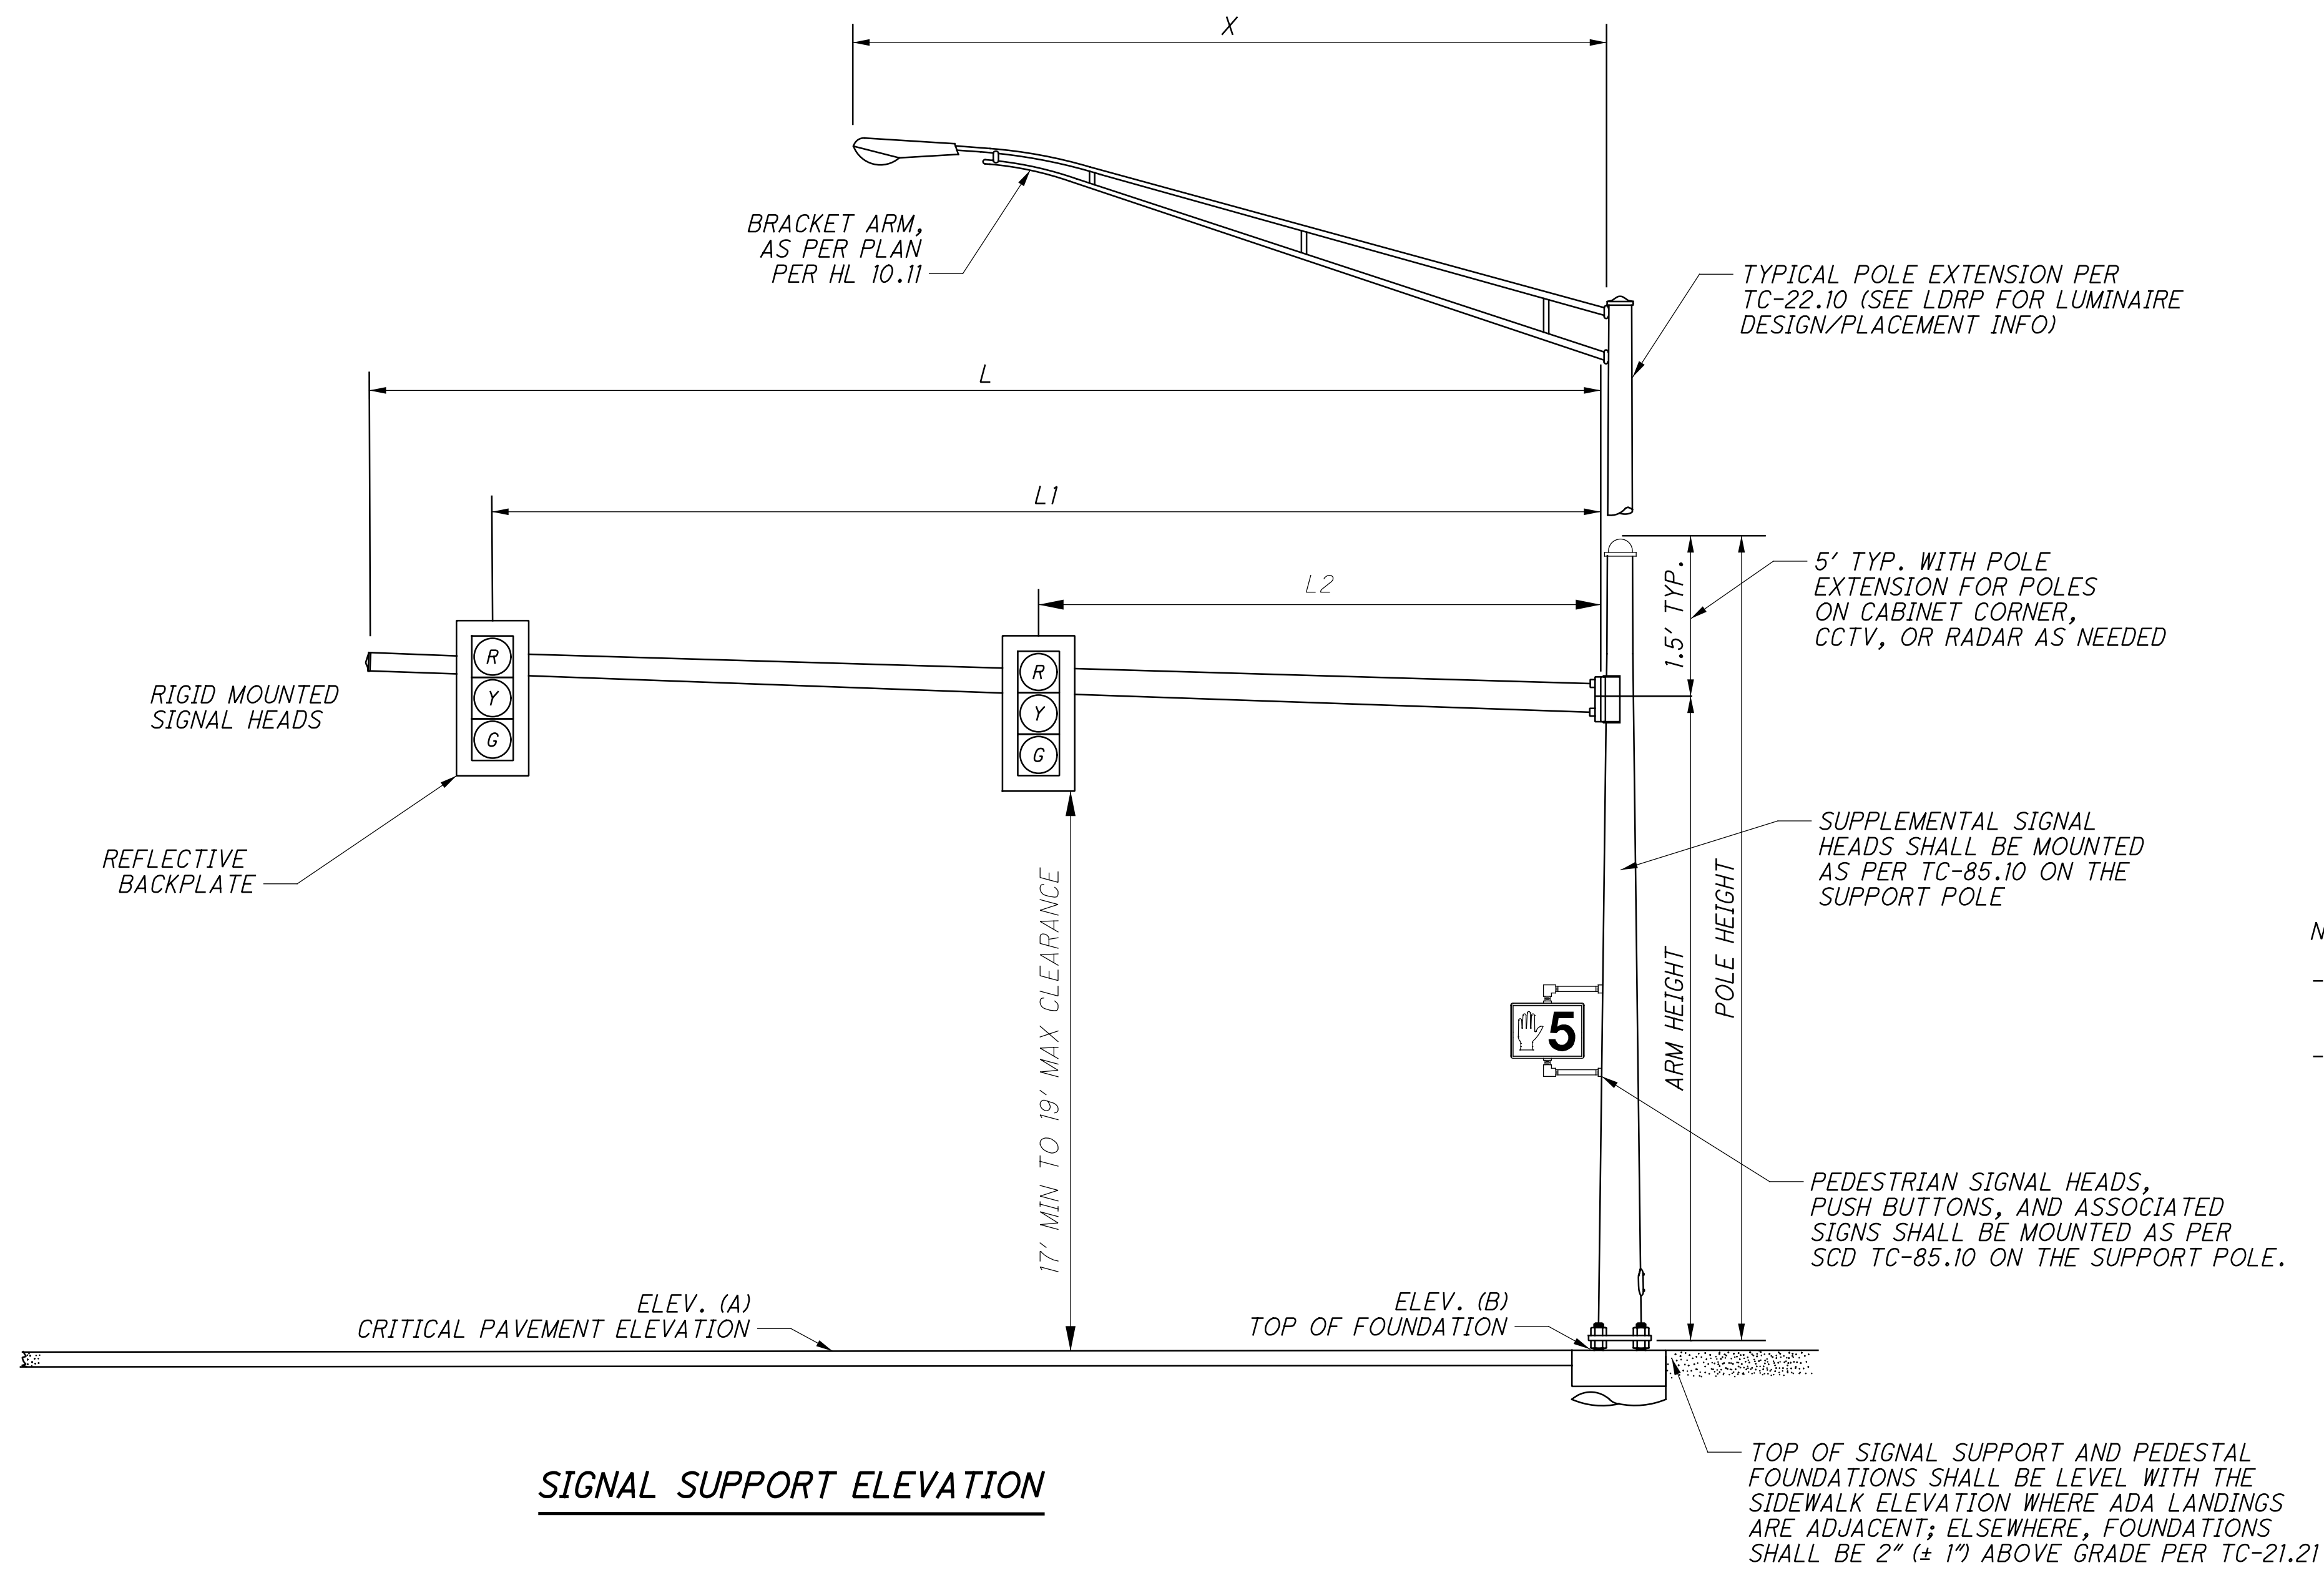 X
BRACKET ARM,
AS PER PLAN
PER HL 10.11
TYPICAL POLE EXTENSION PER
TC-22.10 (SEE LDRP FOR LUMINAIRE
DESIGN/PLACEMENT INFO)
L
L1
L2
1.5' TYP.
5' TYP. WITH POLE
EXTENSION FOR POLES
ON CABINET CORNER,
CCTV, OR RADAR AS NEEDED
RIGID MOUNTED
SIGNAL HEADS
R
Y
G
R
Y
G
REFLECTIVE
BACKPLATE
SUPPLEMENTAL SIGNAL
HEADS SHALL BE MOUNTED
AS PER TC-85.10 ON THE
SUPPORT POLE
17' MIN TO 19' MAX CLEARANCE
ARM HEIGHT
POLE HEIGHT
N
5
PEDESTRIAN SIGNAL HEADS,
PUSH BUTTONS, AND ASSOCIATED
SIGNS SHALL BE MOUNTED AS PER
SCD TC-85.10 ON THE SUPPORT POLE.
ELEV. (A)
CRITICAL PAVEMENT ELEVATION
ELEV. (B)
TOP OF FOUNDATION
TOP OF SIGNAL SUPPORT AND PEDESTAL
FOUNDATIONS SHALL BE LEVEL WITH THE
SIDEWALK ELEVATION WHERE ADA LANDINGS
ARE ADJACENT; ELSEWHERE, FOUNDATIONS
SHALL BE 2" (± 1") ABOVE GRADE PER TC-21.21
SIGNAL SUPPORT ELEVATION